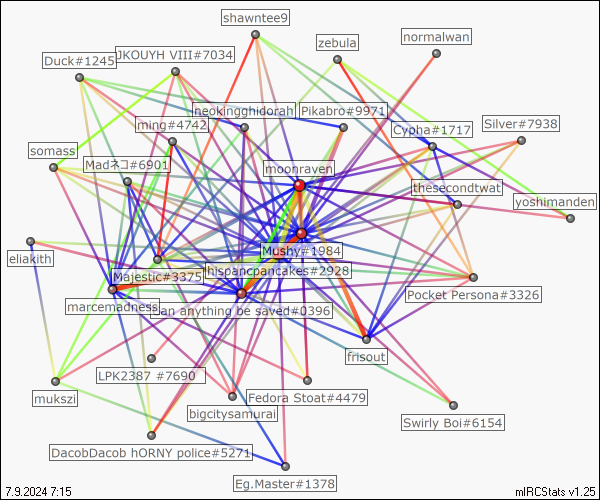 shawntee9
normalwan
zebula
JKOUYH VIII#7034
Duck#1245
neokingghidorah
Pikabro#9971
ming#4742
Cypha#1717
Silver#7938
somass
Madネコ#6901
moonraven
thesecondtwat
yoshimanden
Mushy#1984
eliakith
hispancpancakes#2928
Majestic#3375
Pocket Persona#3326
marcemadness
an anything be saved#0396
frisout
LPK2387 #7690
mukszi
Fedora Stoat#4479
bigcitysamurai
Swirly Boi#6154
DacobDacob hORNY police#5271
Eg.Master#1378
7.9.2024 7:15
mIRCStats v1.25